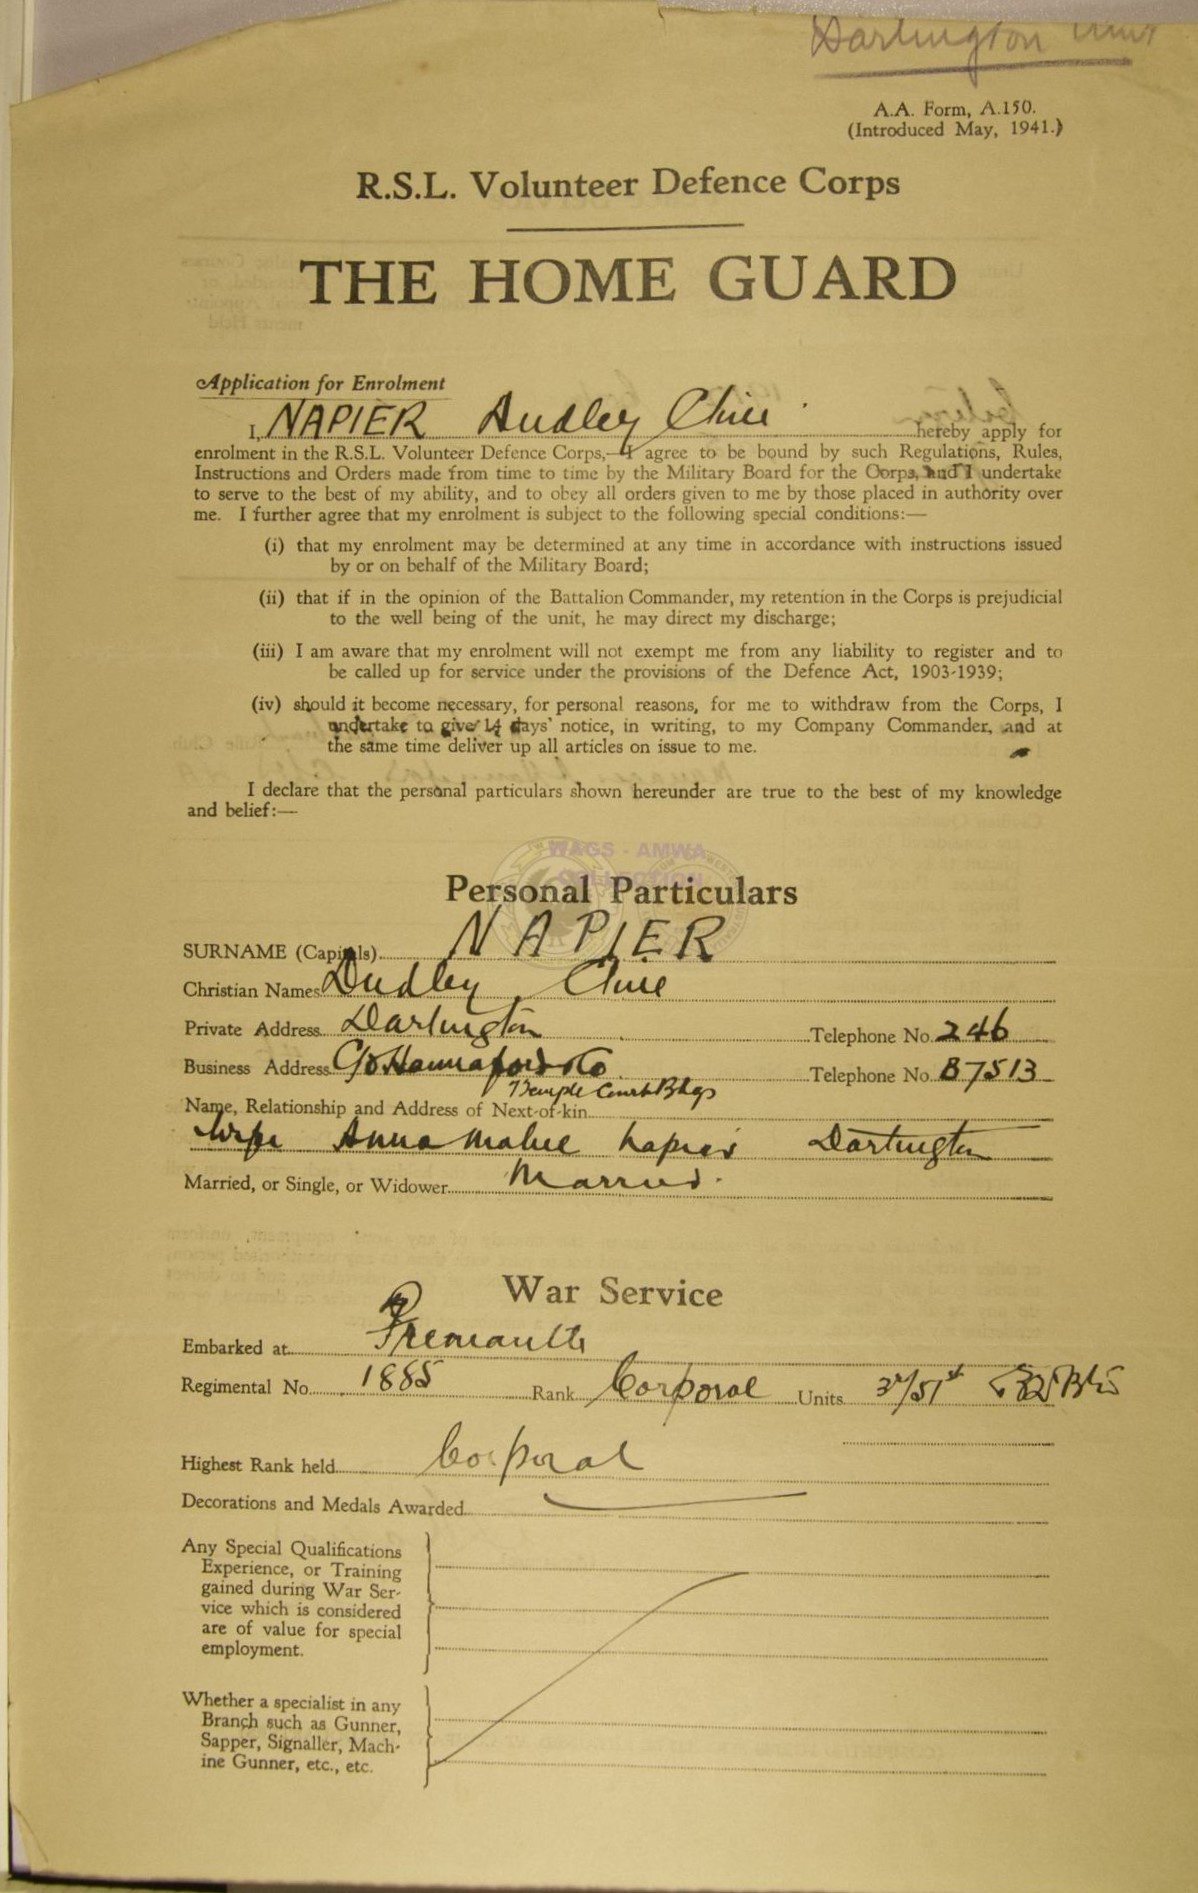 Darlington Unit
A.A. Form, A.150.
(Introduced May, 1941.)
R.S.L. Volunteer Defence Corps
THE HOME GUARD
Application for Enrolment
I, NAPIER Dudley Clive hereby apply for
enrolment in the R.S.L. Volunteer Defence Corps,—I agree to be bound by such Regulations, Rules,
Instructions and Orders made from time to time by the Military Board for the Corps, and I undertake
to serve to the best of my ability, and to obey all orders given to me by those placed in authority over
me. I further agree that my enrolment is subject to the following special conditions:—
(i) that my enrolment may be determined at any time in accordance with instructions issued
by or on behalf of the Military Board;
(ii) that if in the opinion of the Battalion Commander, my retention in the Corps is prejudicial
to the well being of the unit, he may direct my discharge;
(iii) I am aware that my enrolment will not exempt me from any liability to register and to
be called up for service under the provisions of the Defence Act, 1903-1939;
(iv) should it become necessary, for personal reasons, for me to withdraw from the Corps, I
undertake to give 14 days' notice, in writing, to my Company Commander, and at
the same time deliver up all articles on issue to me.
I declare that the personal particulars shown hereunder are true to the best of my knowledge
and belief:—
WAGS - AMWA
COLLECTION
Personal Particulars
SURNAME (Capitals) NAPIER
Christian Names Dudley Clive
Private Address Darlington Telephone No. 246
Business Address C/o Hannaford & Co Telephone No. B7513
Temple Court Bldgs
Name, Relationship and Address of Next-of-kin
Wife Anna Napier Darlington
Married, or Single, or Widower Married.
War Service
Embarked at Fremantle
Regimental No. 1885 Rank Corporal Units 51st
Highest Rank held Corporal
Decorations and Medals Awarded
Any Special Qualifications
Experience, or Training
gained during War Ser-
vice which is considered
are of value for special
employment.
Whether a specialist in any
Branch such as Gunner,
Sapper, Signaller, Mach-
ine Gunner, etc., etc.